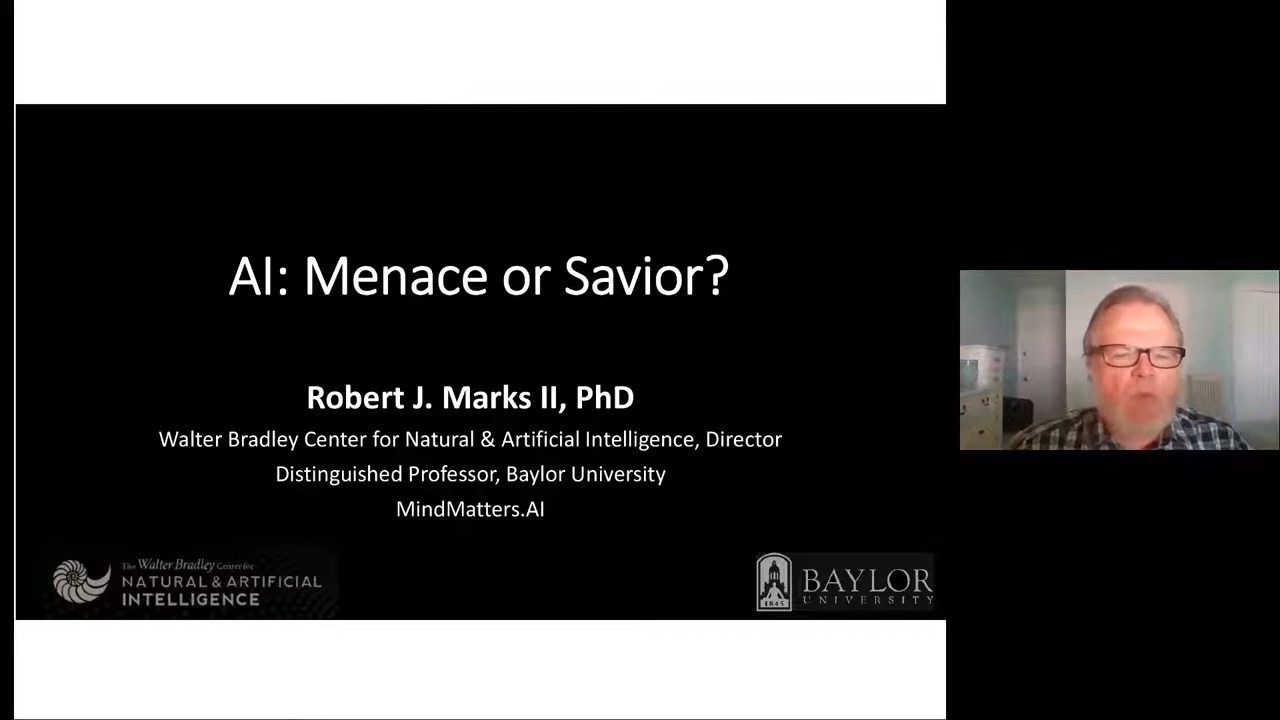 AI: Menace or Savior?
Robert J. Marks II, PhD
Walter Bradley Center for Natural & Artificial Intelligence, Director
Distinguished Professor, Baylor University
MindMatters.AI
The Walter Bradley Center for
NATURAL & ARTIFICIAL
INTELLIGENCE
BAYLOR
UNIVERSITY
1845